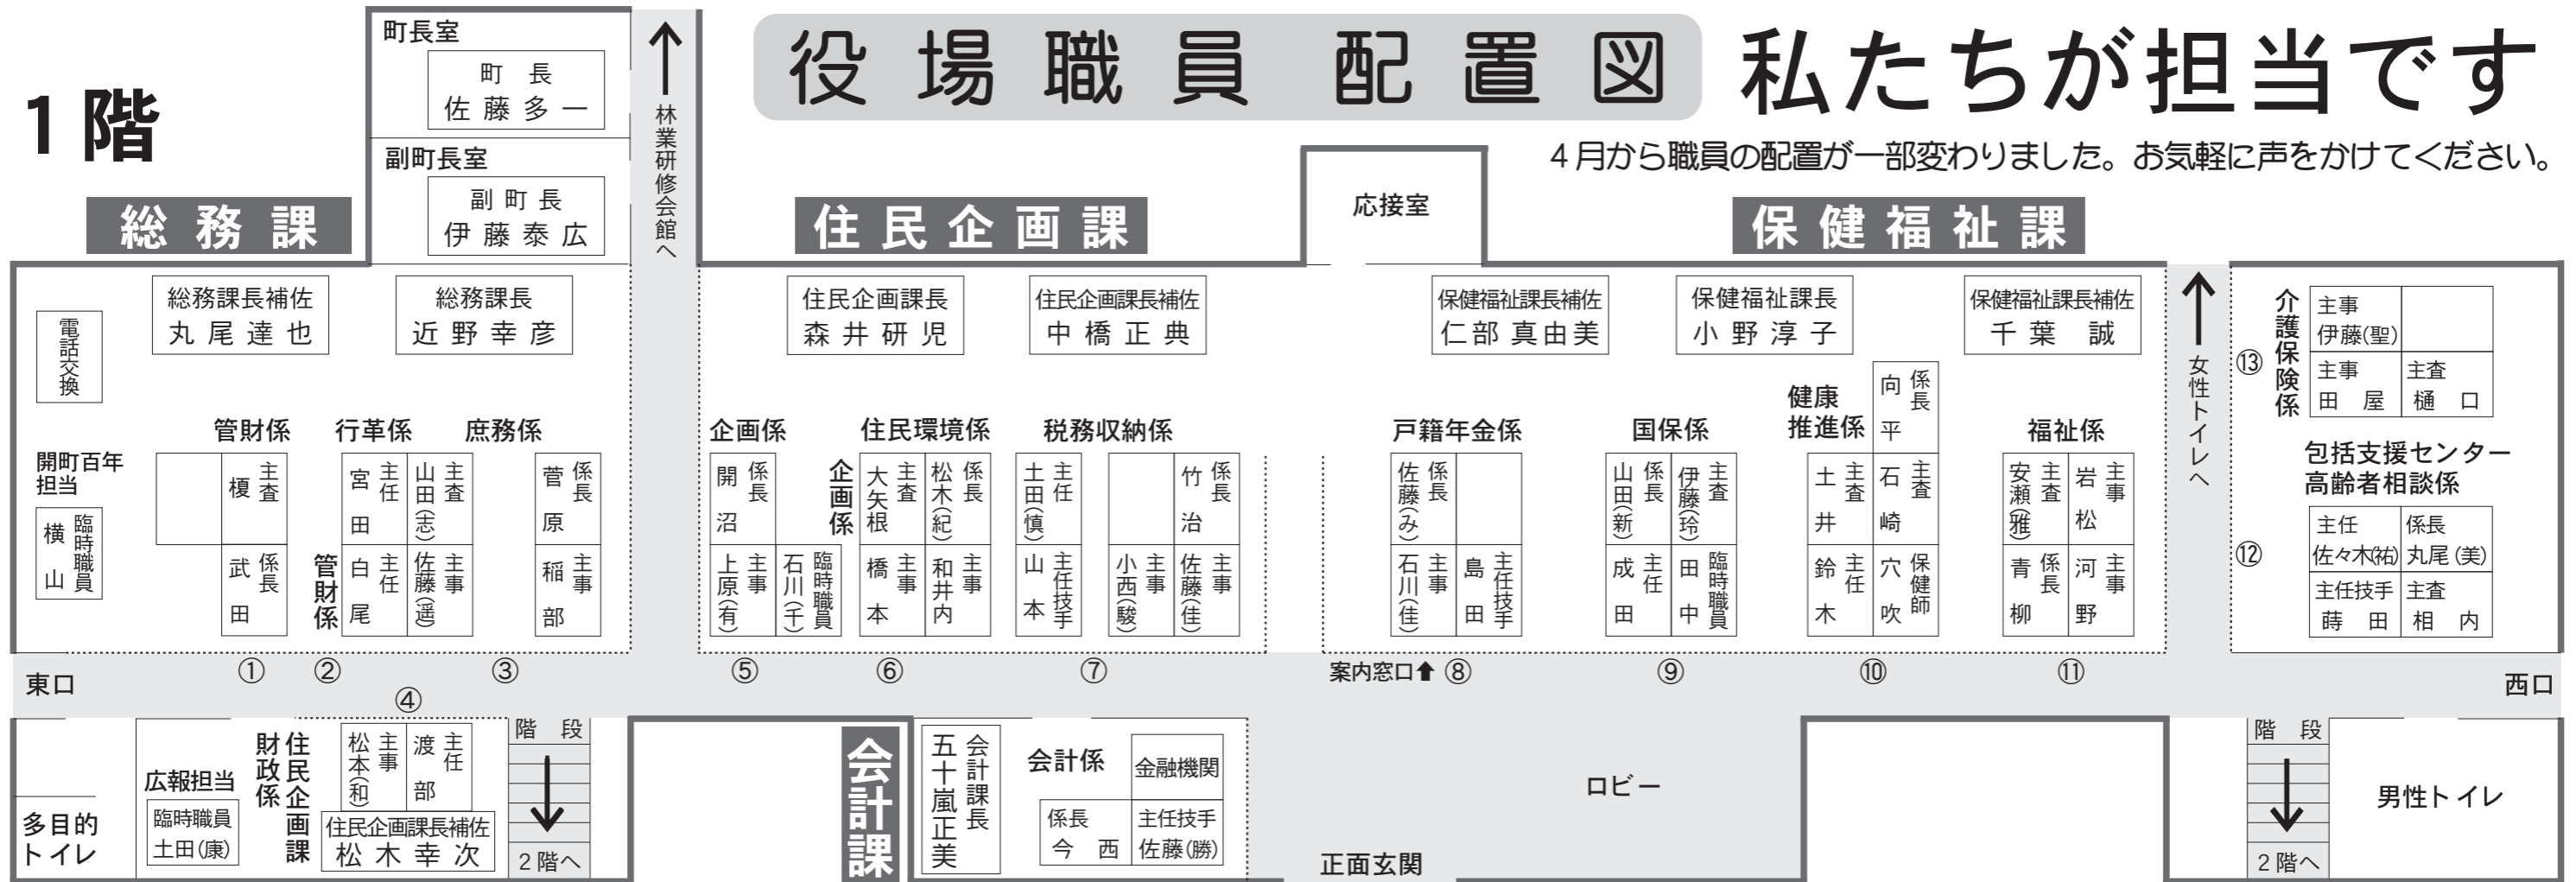 役場職員 配置図 私たちが担当です
4月から職員の配置が一部変わりました。お気軽に声をかけてください。
1階
町長室
町長
佐藤多一
副町長室
副町長
伊藤泰広
林業研修会館へ
総務課
総務課長補佐
丸尾達也
総務課長
近野幸彦
電話交換
開町百年
担当
臨時職員
横山
管財係
主査
榎
係長
武田
行革係
主任
宮田
主査
山田(志)
管財係
主任
白尾
主事
佐藤(遥)
庶務係
係長
菅原
主事
稲部
住民企画課
住民企画課長
森井研児
住民企画課長補佐
中橋正典
企画係
係長
開沼
主事
上原(有)
臨時職員
石川(千)
住民環境係
企画係
主査
大矢根
係長
松木(紀)
主事
橋本
主事
和井内
税務収納係
主任
土田(慎)
係長
竹治
主任技手
山本
主事
小西(駿)
主事
佐藤(佳)
応接室
保健福祉課
保健福祉課長補佐
仁部真由美
保健福祉課長
小野淳子
保健福祉課長補佐
千葉 誠
戸籍年金係
係長
佐藤(み)
主事
石川(佳)
主任技手
島田
国保係
係長
山田(新)
主査
伊藤(玲)
主任
成田
臨時職員
田中
健康
推進係
係長
向平
主査
土井
主査
石崎
主任
鈴木
保健師
穴吹
福祉係
主査
安瀬(雅)
主事
岩松
係長
青柳
主事
河野
女性トイレへ
介護保険係
⑬
主事
伊藤(聖)
主事
田屋
主査
樋口
包括支援センター
高齢者相談係
⑫
主任
佐々木(祐)
係長
丸尾(美)
主任技手
蒔田
主査
相内
東口
①
②
③
④
⑤
⑥
⑦
案内窓口⬆⑧
⑨
⑩
⑪
西口
多目的
トイレ
広報担当
臨時職員
土田(康)
住民企画課
財政係
主事
松本(和)
主任
渡部
住民企画課長補佐
松木幸次
階段
2階へ
会計課
会計課長
五十嵐正美
会計係
金融機関
係長
今西
主任技手
佐藤(勝)
ロビー
正面玄関
階段
2階へ
男性トイレ